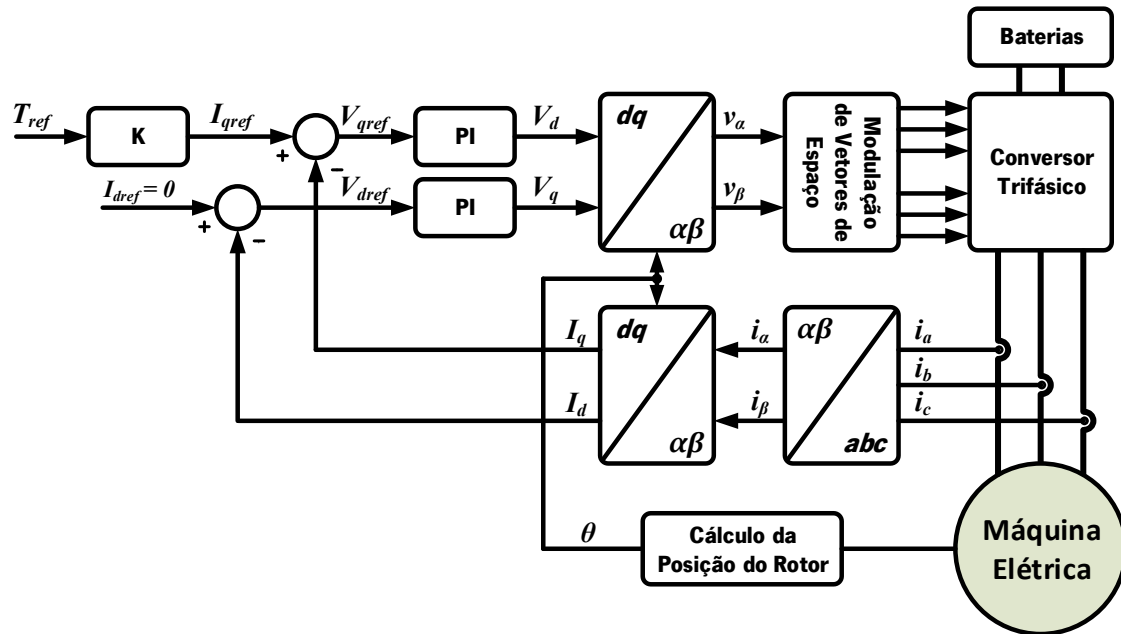 Baterias
T_ref
K
I_qref
V_qref
PI
V_d
dq
αβ
v_α
Modulação
de Vetores de
Espaço
Conversor
Trifásico
+
−
I_dref = 0
V_dref
PI
V_q
v_β
+
−
I_q
dq
αβ
i_α
αβ
abc
i_a
i_b
I_d
i_β
i_c
θ
Cálculo da
Posição do Rotor
Máquina
Elétrica